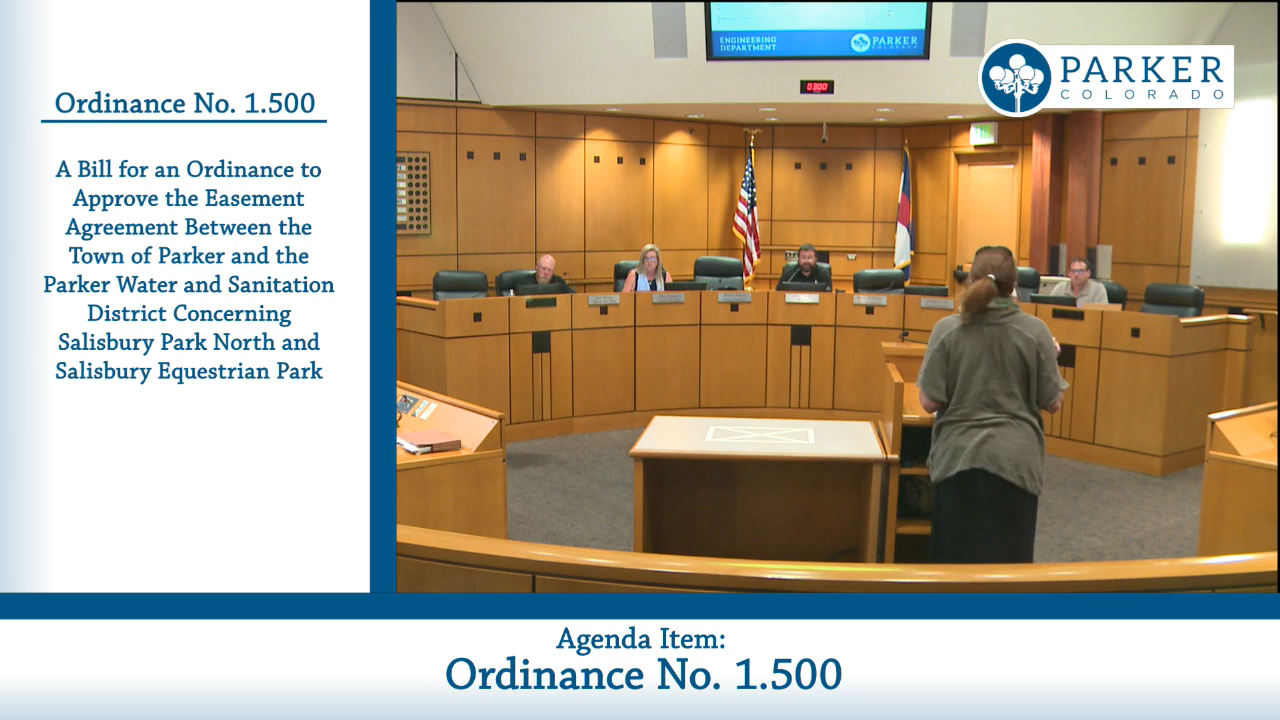 Ordinance No. 1.500
A Bill for an Ordinance to
Approve the Easement
Agreement Between the
Town of Parker and the
Parker Water and Sanitation
District Concerning
Salisbury Park North and
Salisbury Equestrian Park
ENGINEERING
DEPARTMENT
PARKER
COLORADO
0300
PARKER
COLORADO
Agenda Item:
Ordinance No. 1.500